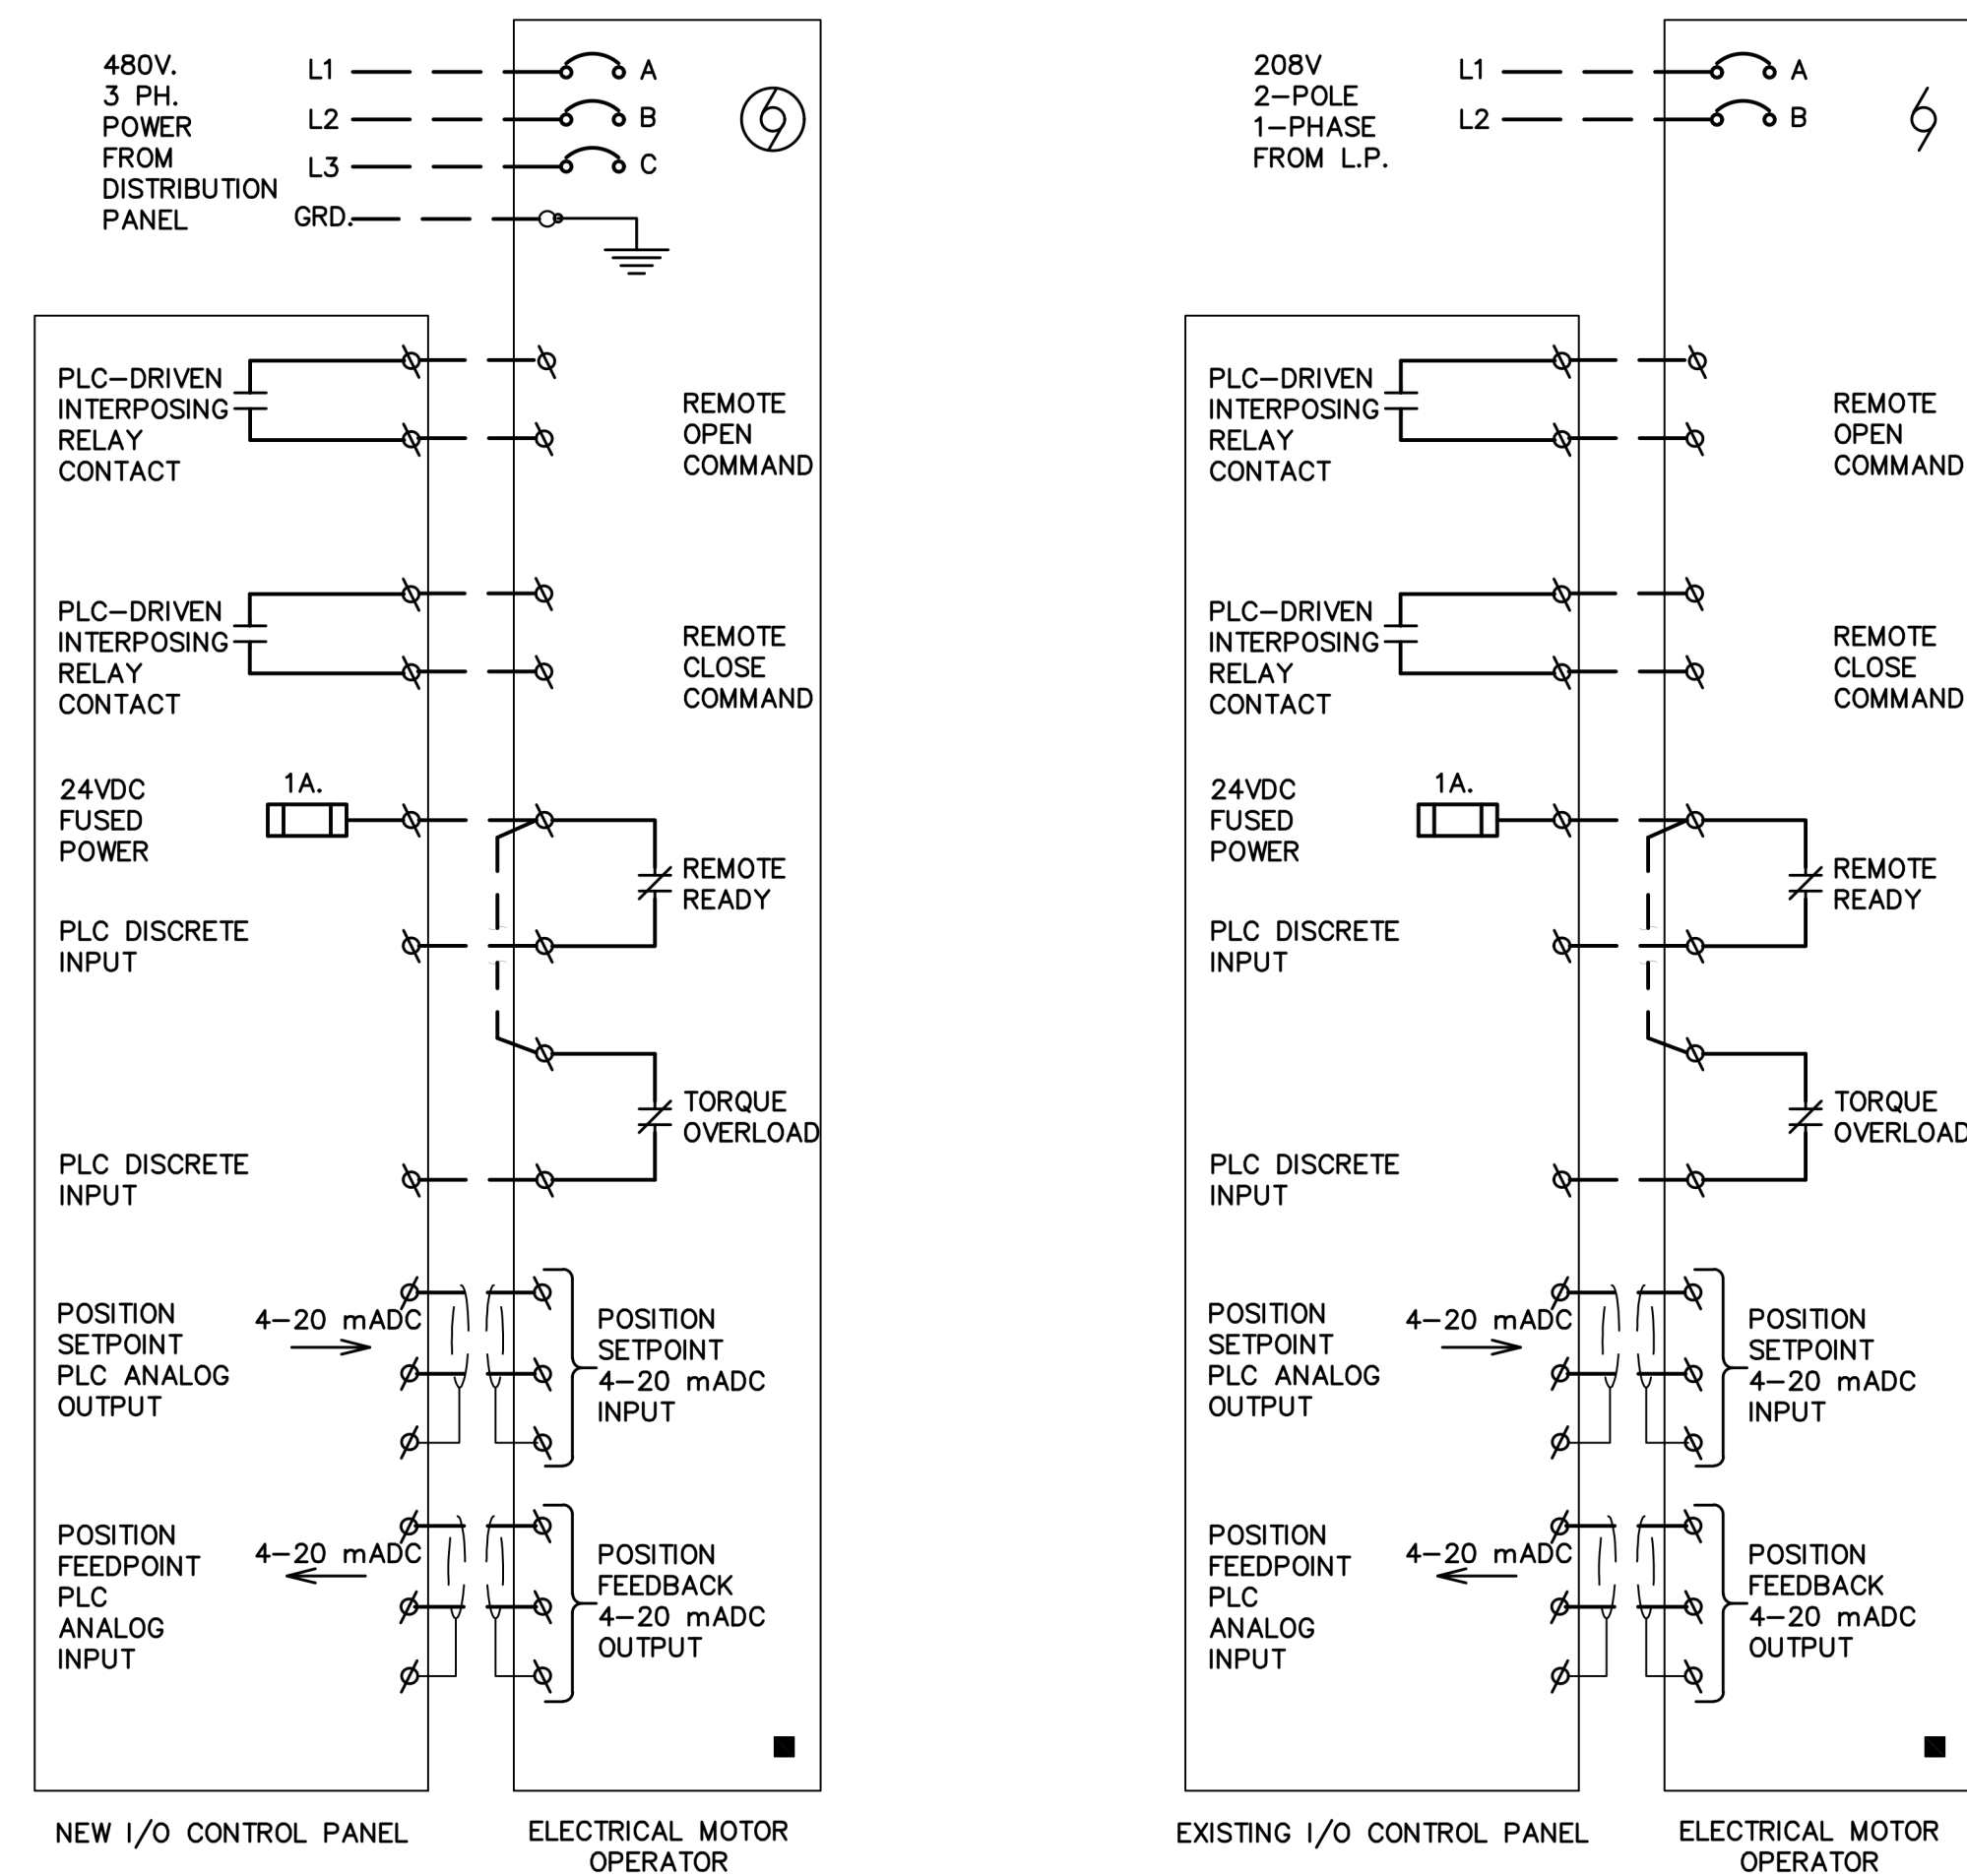 480V.
3 PH.
POWER
FROM
DISTRIBUTION
PANEL
L1
L2
L3
GRD.
A
B
C
PLC-DRIVEN
INTERPOSING
RELAY
CONTACT
REMOTE
OPEN
COMMAND
PLC-DRIVEN
INTERPOSING
RELAY
CONTACT
REMOTE
CLOSE
COMMAND
24VDC
FUSED
POWER
1A.
REMOTE
READY
PLC DISCRETE
INPUT
TORQUE
OVERLOAD
PLC DISCRETE
INPUT
POSITION
SETPOINT
PLC ANALOG
OUTPUT
4-20 mADC
POSITION
SETPOINT
4-20 mADC
INPUT
POSITION
FEEDPOINT
PLC
ANALOG
INPUT
4-20 mADC
POSITION
FEEDBACK
4-20 mADC
OUTPUT
NEW I/O CONTROL PANEL
ELECTRICAL MOTOR
OPERATOR
208V
2-POLE
1-PHASE
FROM L.P.
L1
L2
A
B
PLC-DRIVEN
INTERPOSING
RELAY
CONTACT
REMOTE
OPEN
COMMAND
PLC-DRIVEN
INTERPOSING
RELAY
CONTACT
REMOTE
CLOSE
COMMAND
24VDC
FUSED
POWER
1A.
REMOTE
READY
PLC DISCRETE
INPUT
TORQUE
OVERLOAD
PLC DISCRETE
INPUT
POSITION
SETPOINT
PLC ANALOG
OUTPUT
4-20 mADC
POSITION
SETPOINT
4-20 mADC
INPUT
POSITION
FEEDPOINT
PLC
ANALOG
INPUT
4-20 mADC
POSITION
FEEDBACK
4-20 mADC
OUTPUT
EXISTING I/O CONTROL PANEL
ELECTRICAL MOTOR
OPERATOR